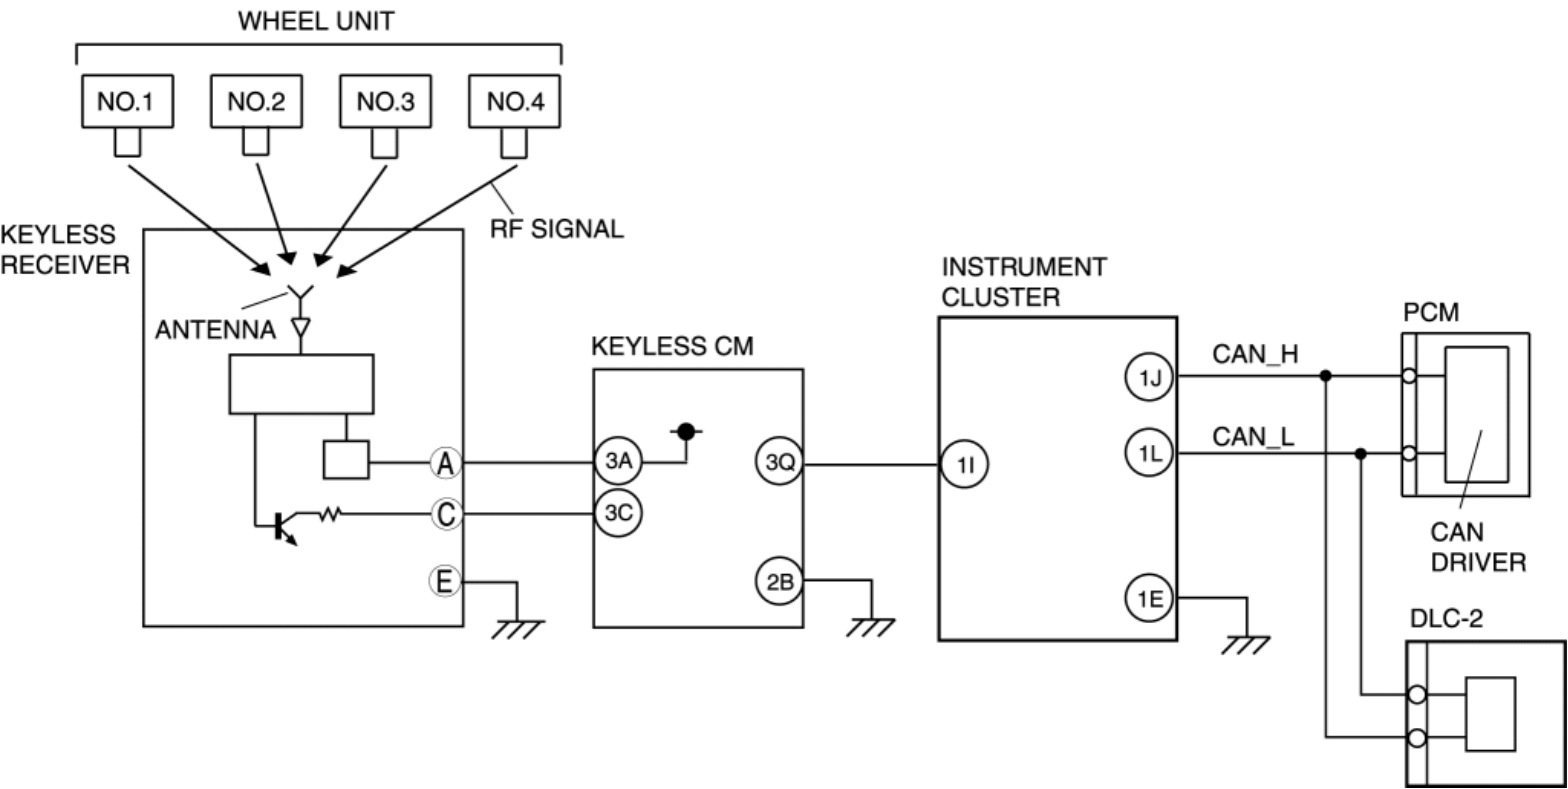 WHEEL UNIT
NO.1
NO.2
NO.3
NO.4
RF SIGNAL
KEYLESS
RECEIVER
ANTENNA
A
C
E
KEYLESS CM
3A
3C
3Q
2B
INSTRUMENT
CLUSTER
1I
1J
1L
1E
CAN_H
CAN_L
PCM
CAN
DRIVER
DLC-2